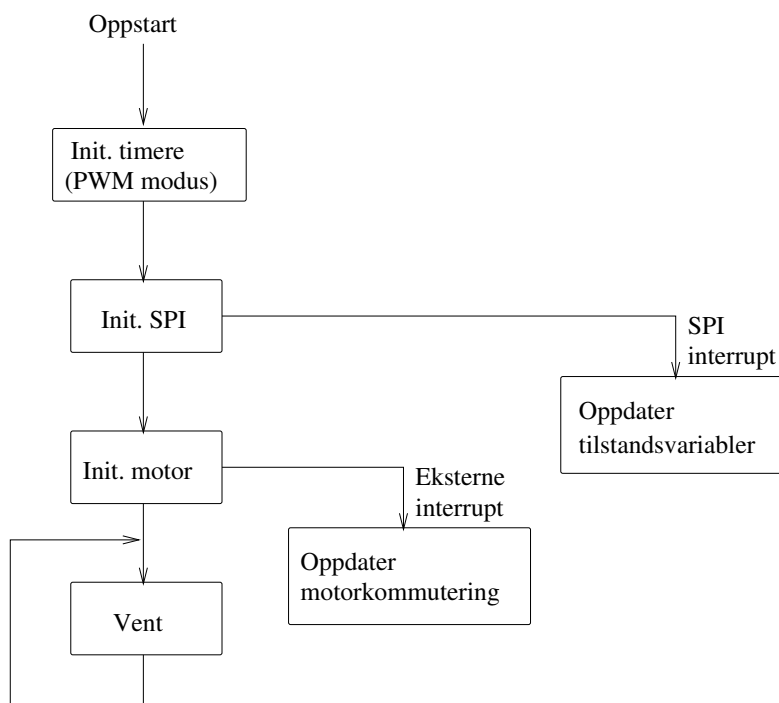 Oppstart
Init. timere
(PWM modus)
Init. SPI
SPI
interrupt
Oppdater
tilstandsvariabler
Init. motor
Eksterne
interrupt
Oppdater
motorkommutering
Vent